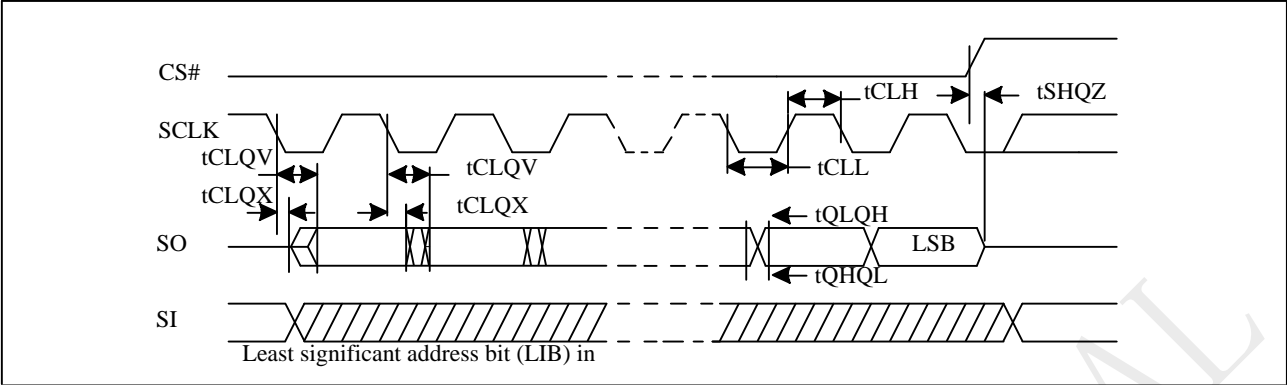 CS#
tCLH
tSHQZ
SCLK
tCLQV
tCLQV
tCLL
tCLQX
tCLQX
tQLQH
SO
LSB
tQHQL
SI
Least significant address bit (LIB) in
AL